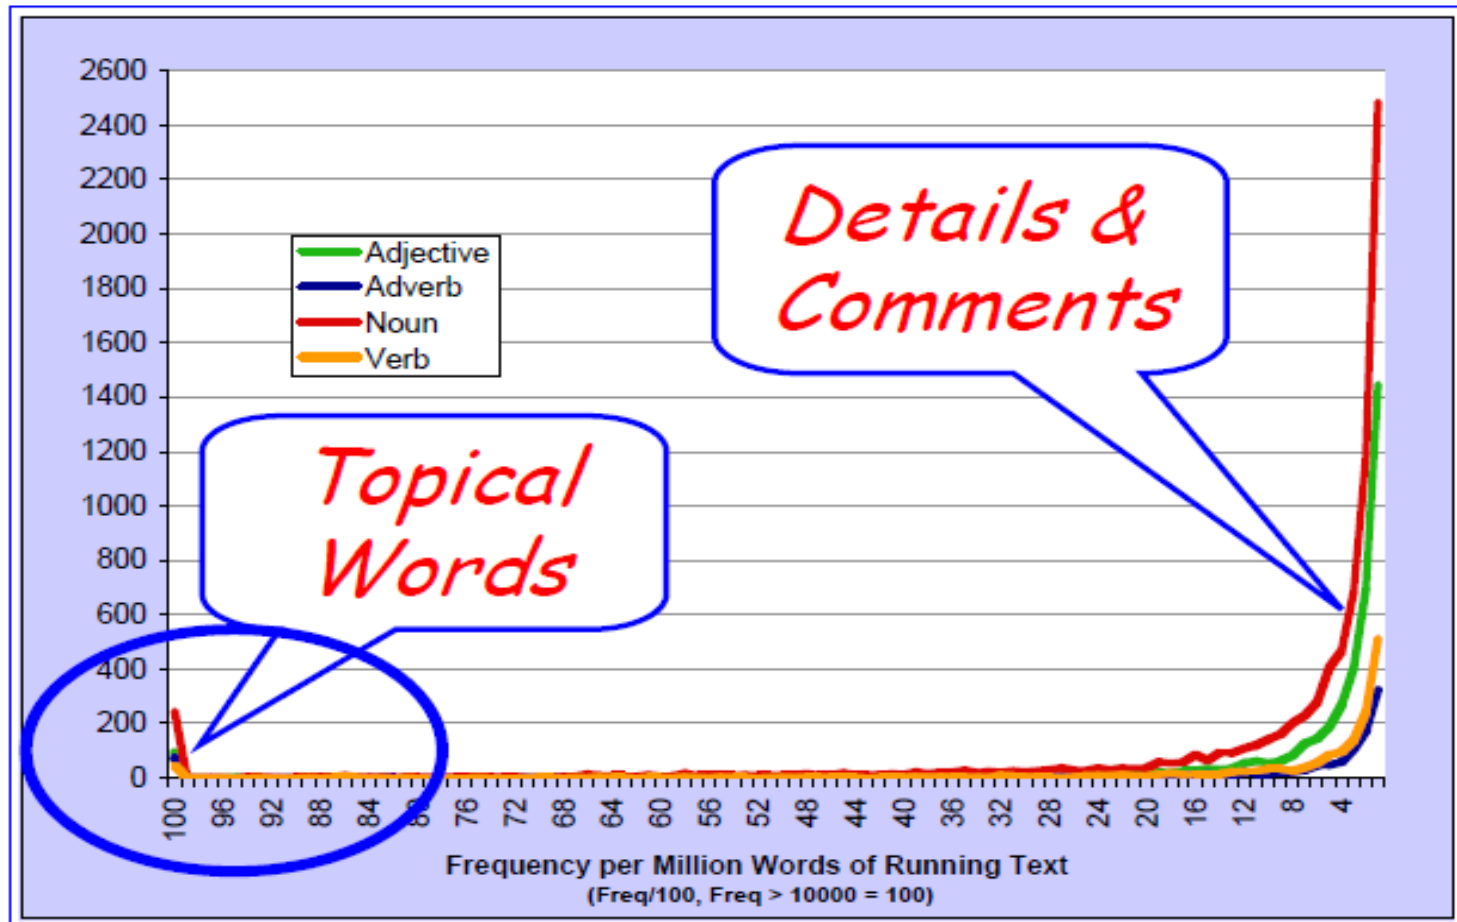 2600
2400
2200
2000
1800
1600
1400
1200
1000
800
600
400
200
0
Adjective
Adverb
Noun
Verb
Details &
Comments
Topical
Words
100 96 92 88 84 80 76 72 68 64 60 56 52 48 44 40 36 32 28 24 20 16 12 8 4
Frequency per Million Words of Running Text
(Freq/100, Freq > 10000 = 100)